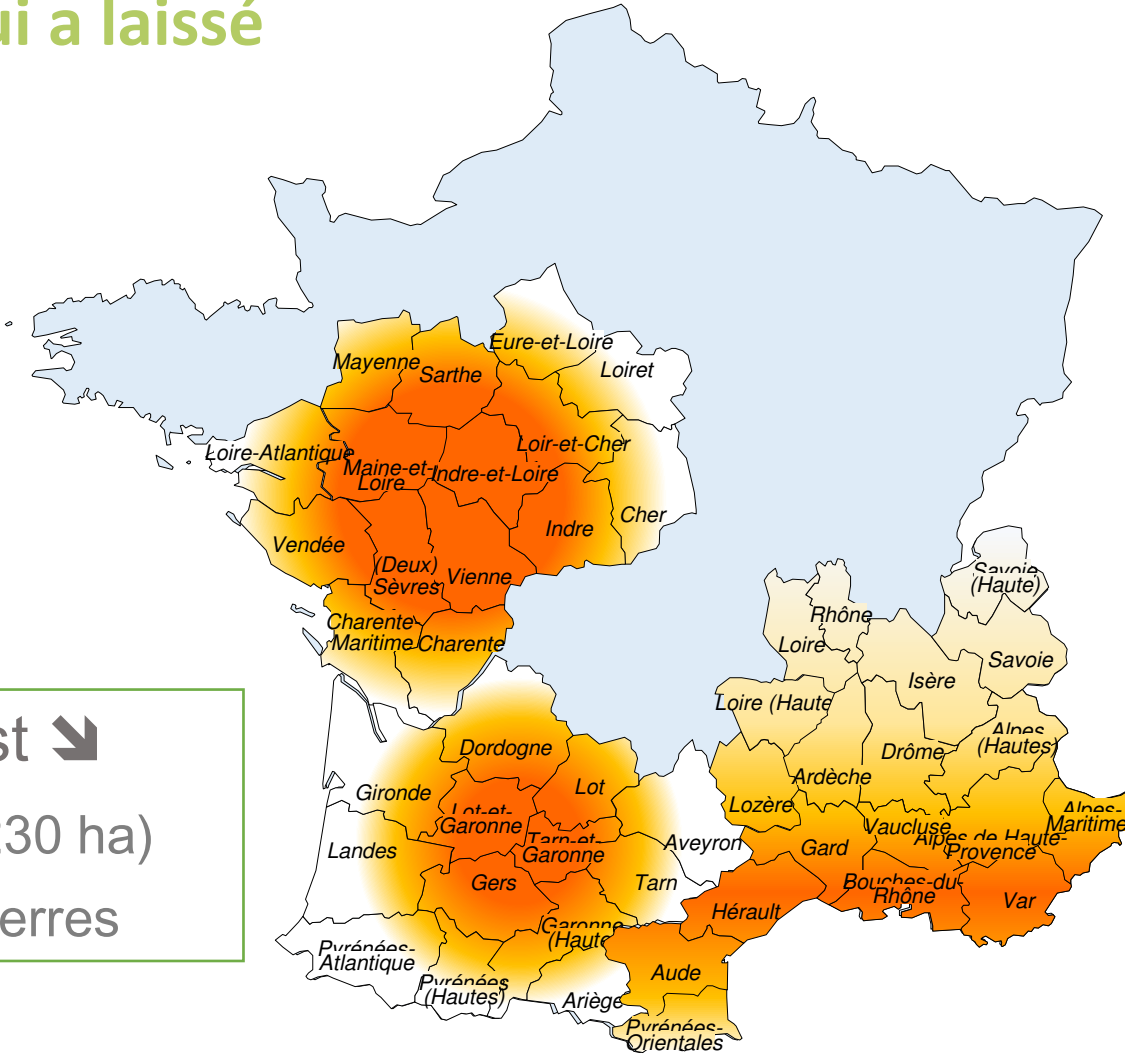 ui a laissé
Eure-et-Loire
Mayenne
Sarthe
Loiret
Loir-et-Cher
Loire-Atlantique
Maine-et-
Loire
Indre-et-Loire
Cher
Indre
Vendée
(Deux)
Sèvres
Vienne
Charente-
Maritime
Charente
Savoie
(Haute)
Rhône
Loire
Savoie
Isère
Loire (Haute
Alpes
(Hautes)
Drôme
Ardèche
Lozère
Alpes-
Maritime
Vaucluse
Alpes de Haute-
Provence
Gard
Bouches-du-
Rhône
Var
Hérault
Aude
Pyrénées-
Orientales
Dordogne
Lot
Gironde
Lot-et-
Garonne
Tarn-et-
Garonne
Landes
Aveyron
Gers
Tarn
Garonne
(Haute
Pyrénées-
Atlantique
Pyrénées
(Hautes)
Ariège
st ➘
30 ha)
erres